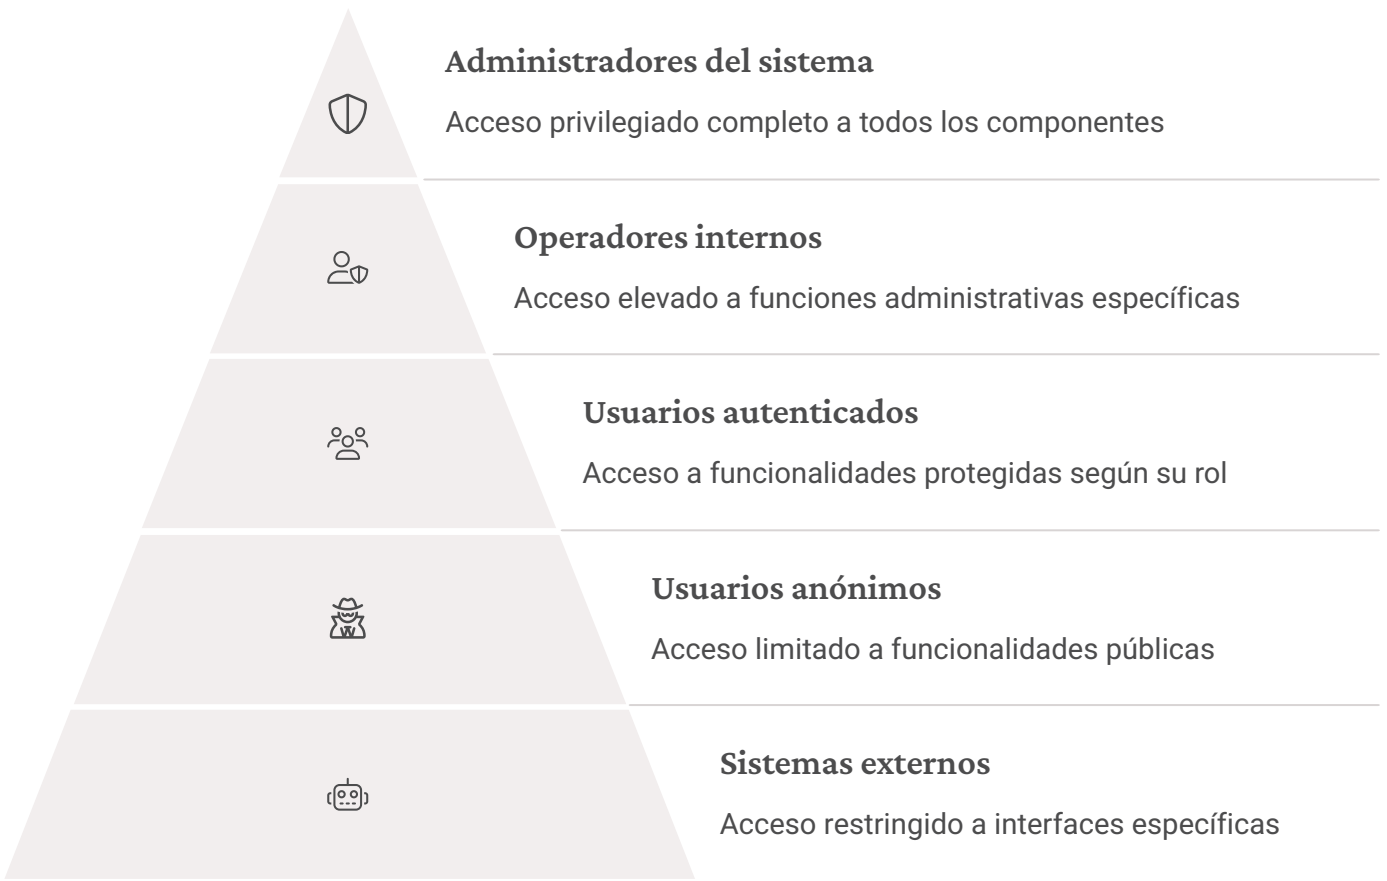 Administradores del sistema
Acceso privilegiado completo a todos los componentes
Operadores internos
Acceso elevado a funciones administrativas específicas
Usuarios autenticados
Acceso a funcionalidades protegidas según su rol
Usuarios anónimos
Acceso limitado a funcionalidades públicas
Sistemas externos
Acceso restringido a interfaces específicas